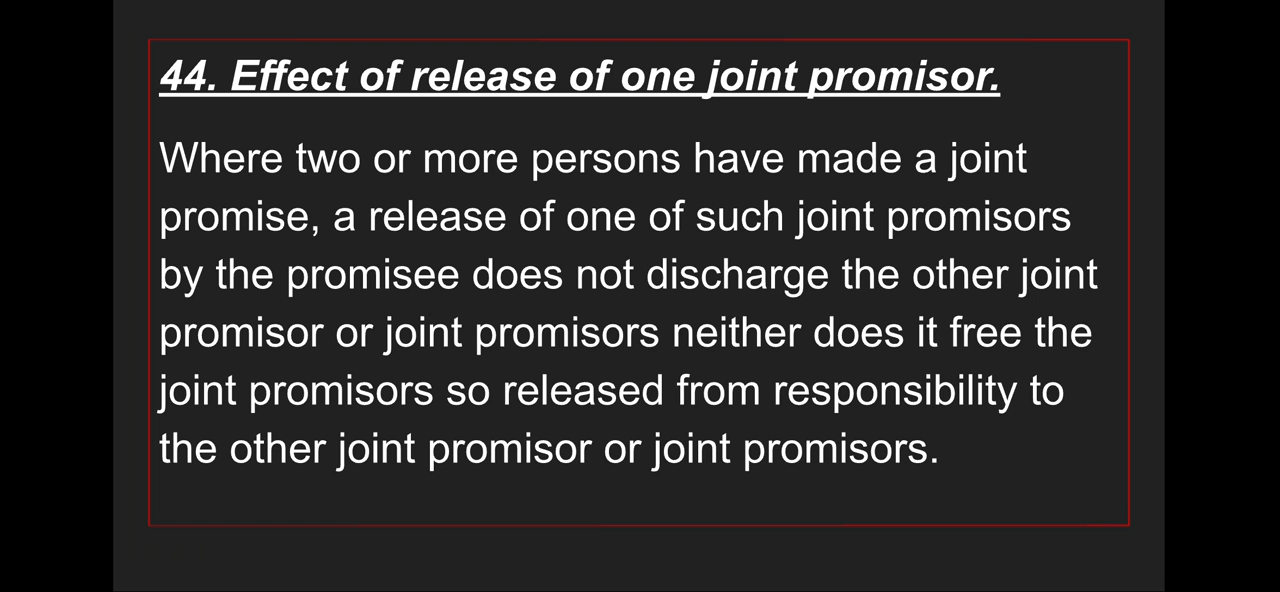 44. Effect of release of one joint promisor.
Where two or more persons have made a joint
promise, a release of one of such joint promisors
by the promisee does not discharge the other joint
promisor or joint promisors neither does it free the
joint promisors so released from responsibility to
the other joint promisor or joint promisors.